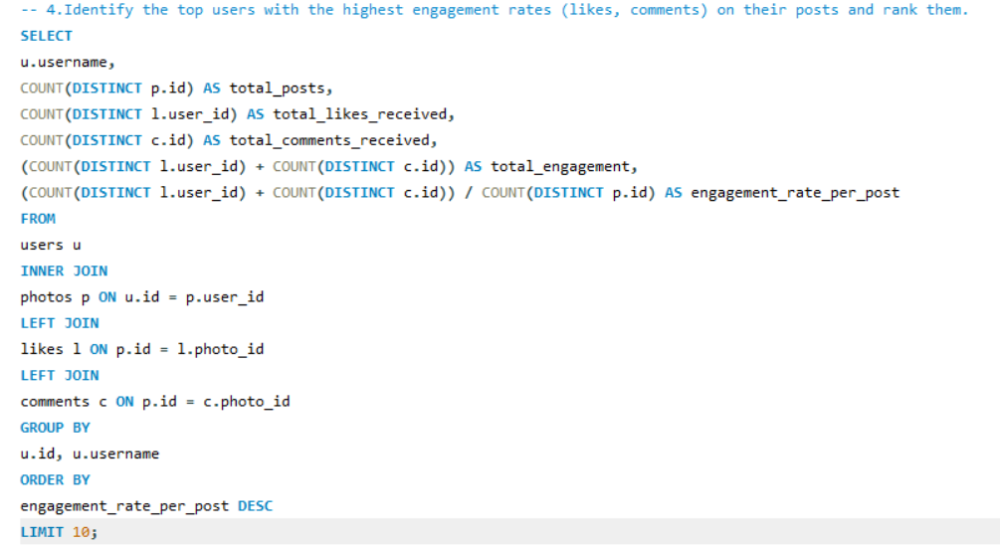 -- 4.Identify the top users with the highest engagement rates (likes, comments) on their posts and rank them.
SELECT
u.username,
COUNT(DISTINCT p.id) AS total_posts,
COUNT(DISTINCT l.user_id) AS total_likes_received,
COUNT(DISTINCT c.id) AS total_comments_received,
(COUNT(DISTINCT l.user_id) + COUNT(DISTINCT c.id)) AS total_engagement,
(COUNT(DISTINCT l.user_id) + COUNT(DISTINCT c.id)) / COUNT(DISTINCT p.id) AS engagement_rate_per_post
FROM
users u
INNER JOIN
photos p ON u.id = p.user_id
LEFT JOIN
likes l ON p.id = l.photo_id
LEFT JOIN
comments c ON p.id = c.photo_id
GROUP BY
u.id, u.username
ORDER BY
engagement_rate_per_post DESC
LIMIT 10;